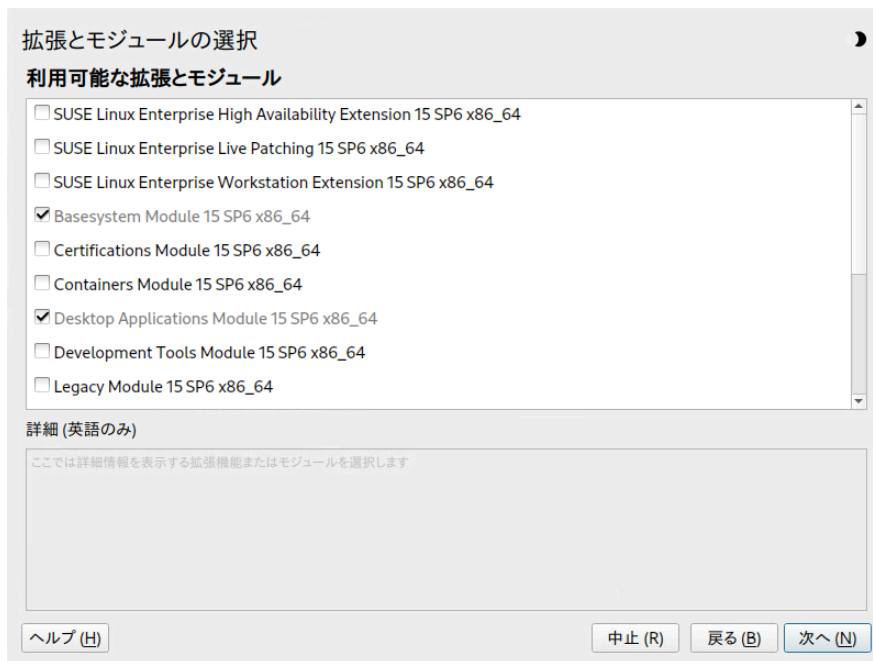 拡張とモジュールの選択
利用可能な拡張とモジュール
SUSE Linux Enterprise High Availability Extension 15 SP6 x86_64
SUSE Linux Enterprise Live Patching 15 SP6 x86_64
SUSE Linux Enterprise Workstation Extension 15 SP6 x86_64
Basesystem Module 15 SP6 x86_64
Certifications Module 15 SP6 x86_64
Containers Module 15 SP6 x86_64
Desktop Applications Module 15 SP6 x86_64
Development Tools Module 15 SP6 x86_64
Legacy Module 15 SP6 x86_64
詳細 (英語のみ)
ここでは詳細情報を表示する拡張機能またはモジュールを選択します
ヘルプ (H) 中止 (R) 戻る (B) 次へ (N)